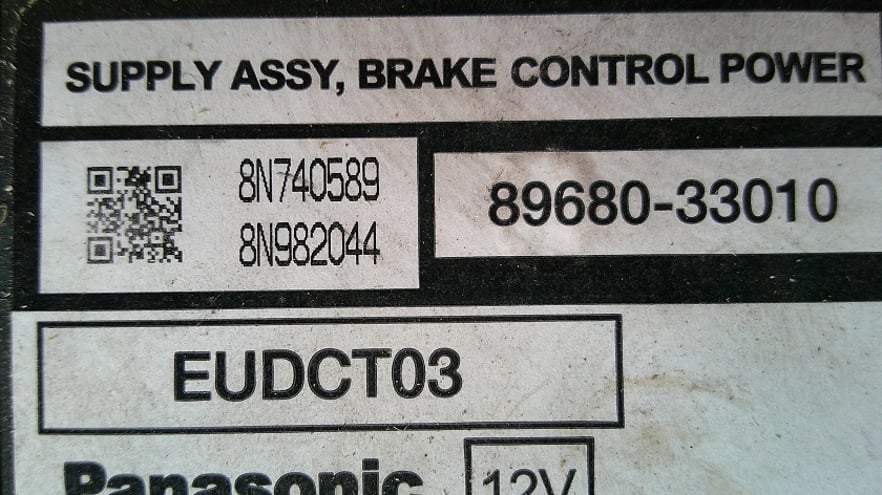 SUPPLY ASSY, BRAKE CONTROL POWER
8N740589
8N982044
89680-33010
EUDCT03
Panasonic 12V